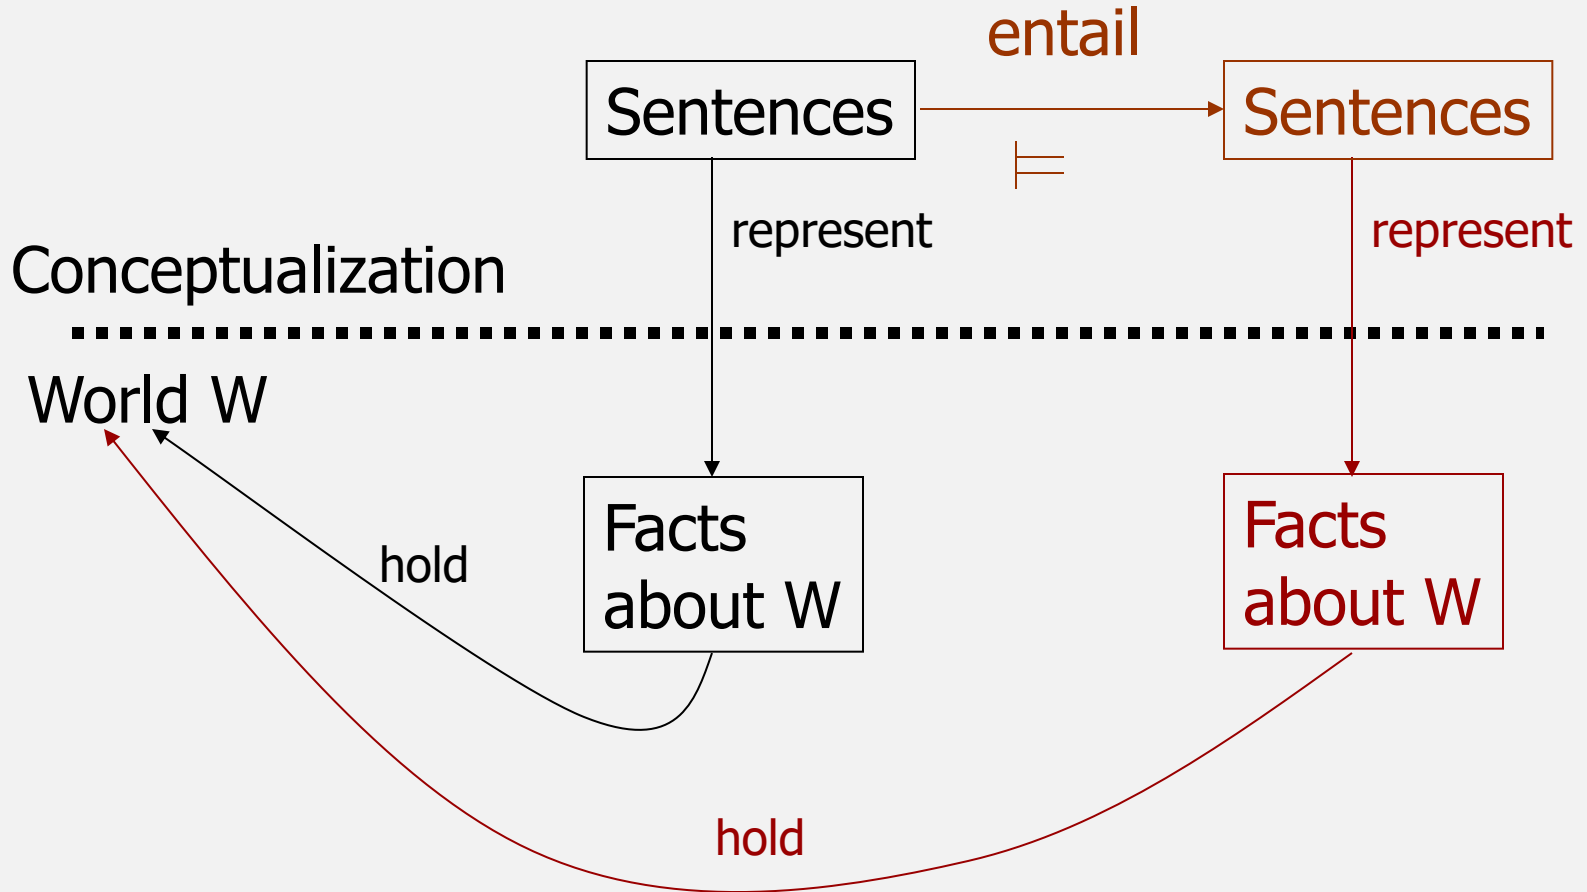 entail
Sentences
Sentences
⊨
represent
represent
Conceptualization
World W
Facts
about W
Facts
about W
hold
hold